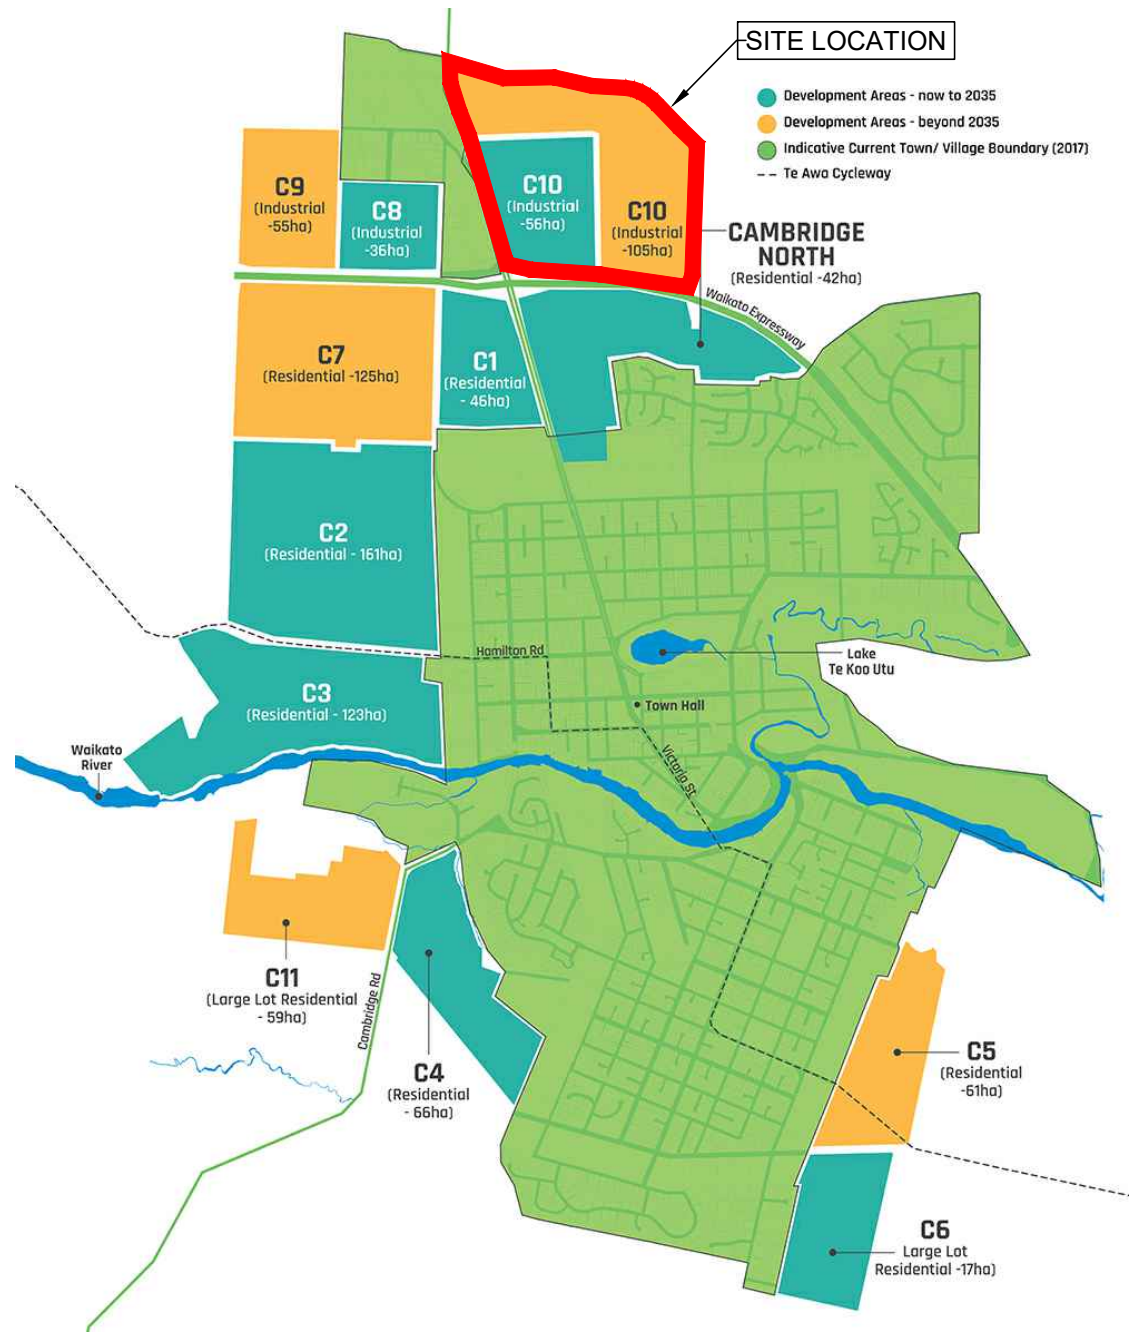 SITE LOCATION
Development Areas - now to 2035
Development Areas - beyond 2035
Indicative Current Town/ Village Boundary (2017)
Te Awa Cycleway
C9
(Industrial
-55ha)
C8
(Industrial
-36ha)
C10
(Industrial
-56ha)
C10
(Industrial
-105ha)
CAMBRIDGE
NORTH
(Residential -42ha)
Waikato Expressway
C7
(Residential -125ha)
C1
(Residential
- 46ha)
C2
(Residential - 161ha)
Hamilton Rd
Lake
Te Koo Utu
C3
(Residential - 123ha)
Town Hall
Waikato
River
Victoria St
C11
(Large Lot Residential
- 59ha)
Cambridge Rd
C4
(Residential
- 66ha)
C5
(Residential
-61ha)
C6
Large Lot
Residential -17ha)